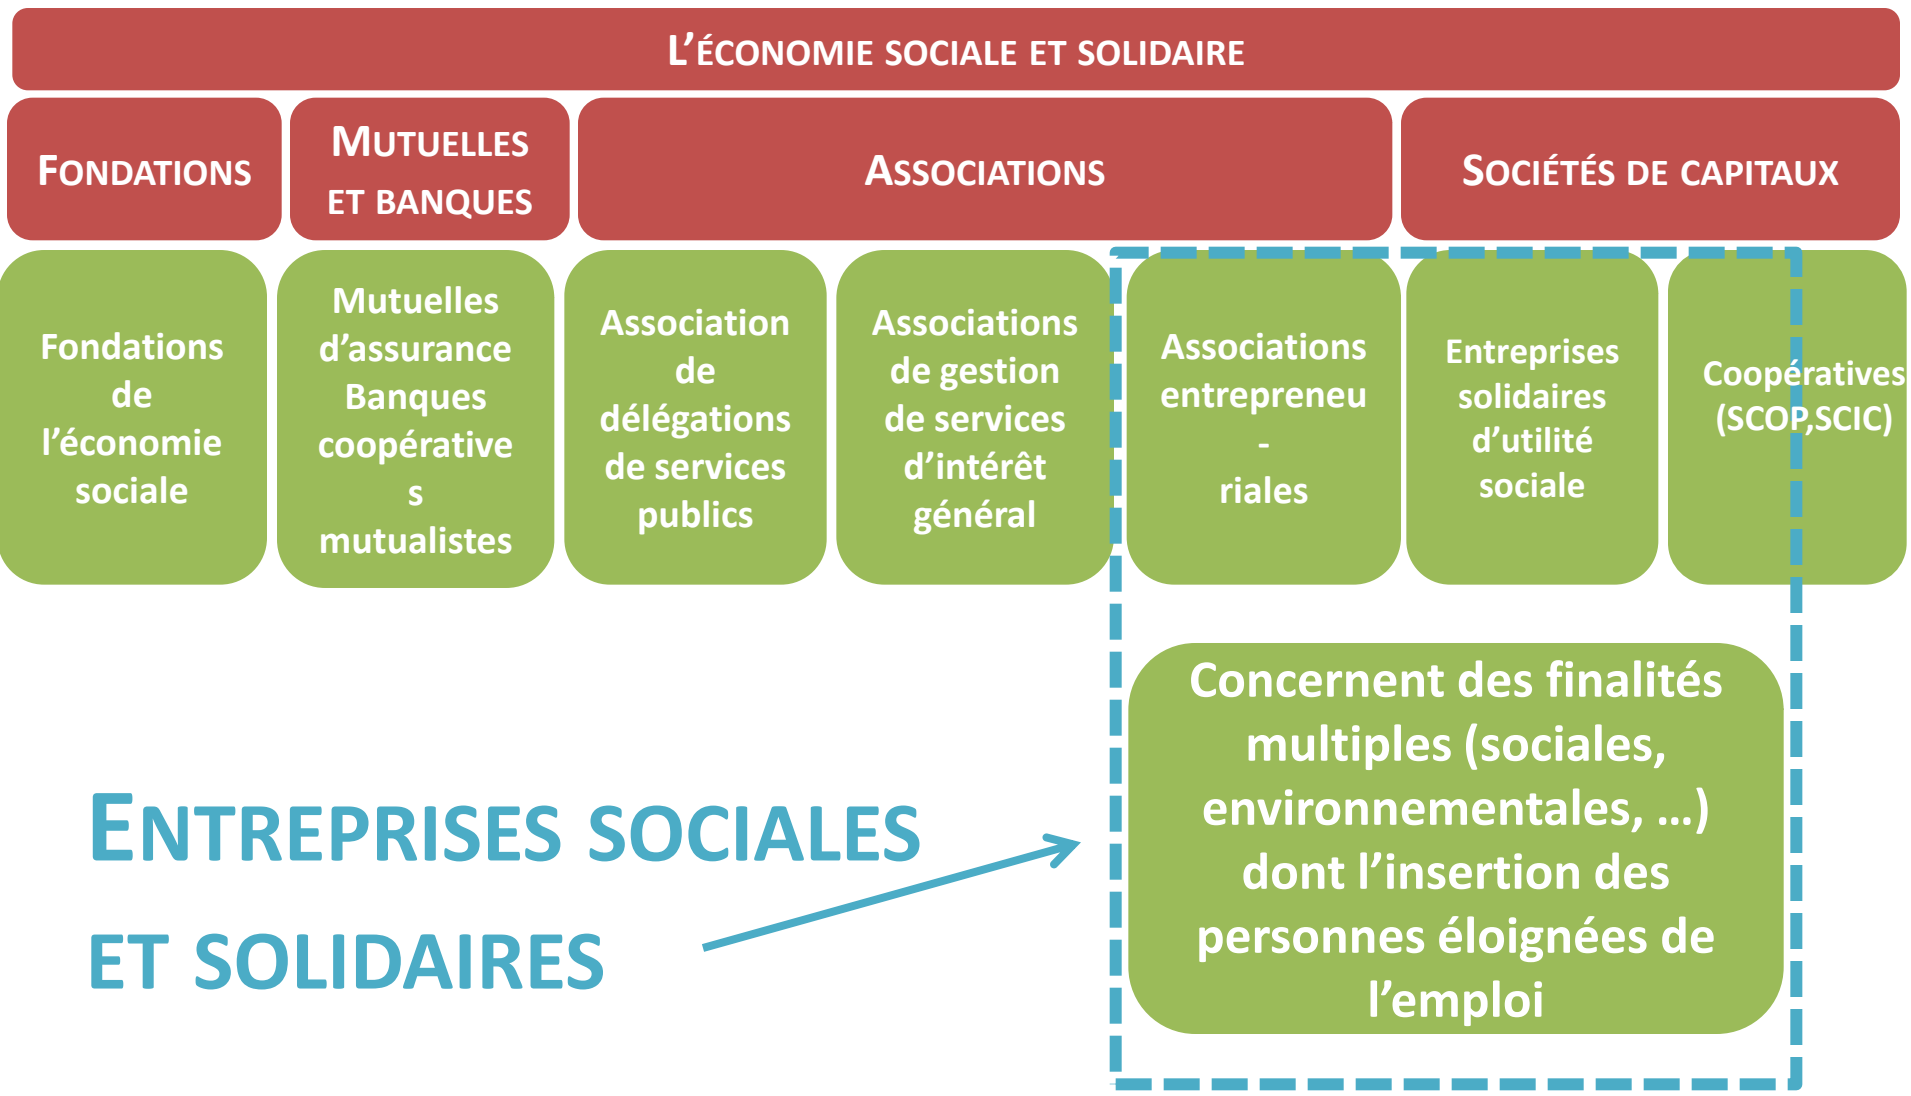 L’ÉCONOMIE SOCIALE ET SOLIDAIRE
FONDATIONS
MUTUELLES
ET BANQUES
ASSOCIATIONS
SOCIÉTÉS DE CAPITAUX
Fondations
de
l’économie
sociale
Mutuelles
d’assurance
Banques
coopérative
s
mutualistes
Association
de
délégations
de services
publics
Associations
de gestion
de services
d’intérêt
général
Associations
entrepreneu
-
riales
Entreprises
solidaires
d’utilité
sociale
Coopératives
(SCOP,SCIC)
Concernent des finalités
multiples (sociales,
environnementales, …)
dont l’insertion des
personnes éloignées de
l’emploi
ENTREPRISES SOCIALES
ET SOLIDAIRES